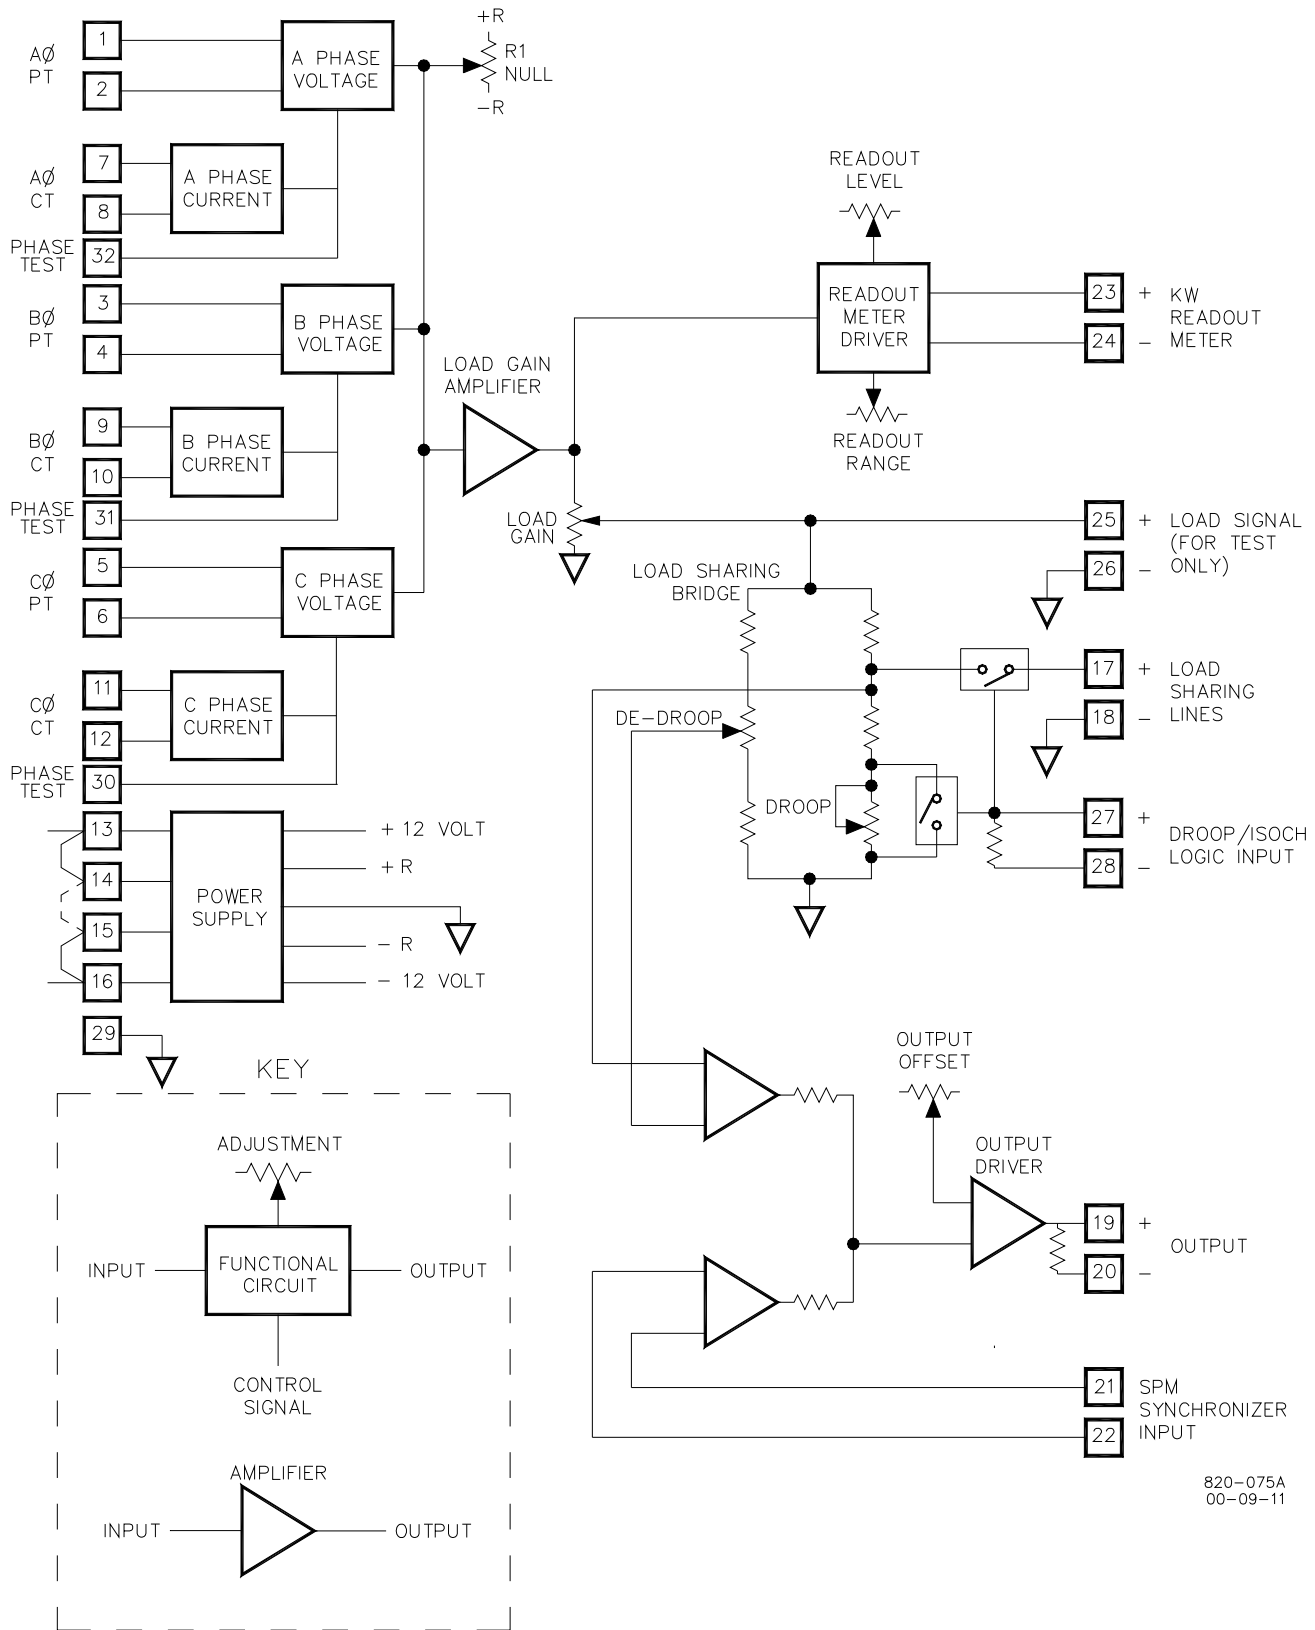 AØ
PT
1
2
A PHASE
VOLTAGE
+R
R1
NULL
-R
AØ
CT
7
8
A PHASE
CURRENT
PHASE
TEST
32
BØ
PT
3
4
B PHASE
VOLTAGE
BØ
CT
9
10
B PHASE
CURRENT
PHASE
TEST
31
CØ
PT
5
6
C PHASE
VOLTAGE
CØ
CT
11
12
C PHASE
CURRENT
PHASE
TEST
30
13
14
15
16
POWER
SUPPLY
+ 12 VOLT
+ R
- R
- 12 VOLT
29
LOAD GAIN
AMPLIFIER
LOAD
GAIN
READOUT
LEVEL
READOUT
METER
DRIVER
READOUT
RANGE
23 +
24 -
KW
READOUT
METER
25 +
26 -
LOAD SIGNAL
(FOR TEST
ONLY)
LOAD SHARING
BRIDGE
DE-DROOP
DROOP
17 +
18 -
LOAD
SHARING
LINES
27 +
28 -
DROOP/ISOCH
LOGIC INPUT
OUTPUT
OFFSET
OUTPUT
DRIVER
19 +
20 -
OUTPUT
21
22
SPM
SYNCHRONIZER
INPUT
KEY
ADJUSTMENT
INPUT
FUNCTIONAL
CIRCUIT
OUTPUT
CONTROL
SIGNAL
AMPLIFIER
INPUT
OUTPUT
820-075A
00-09-11